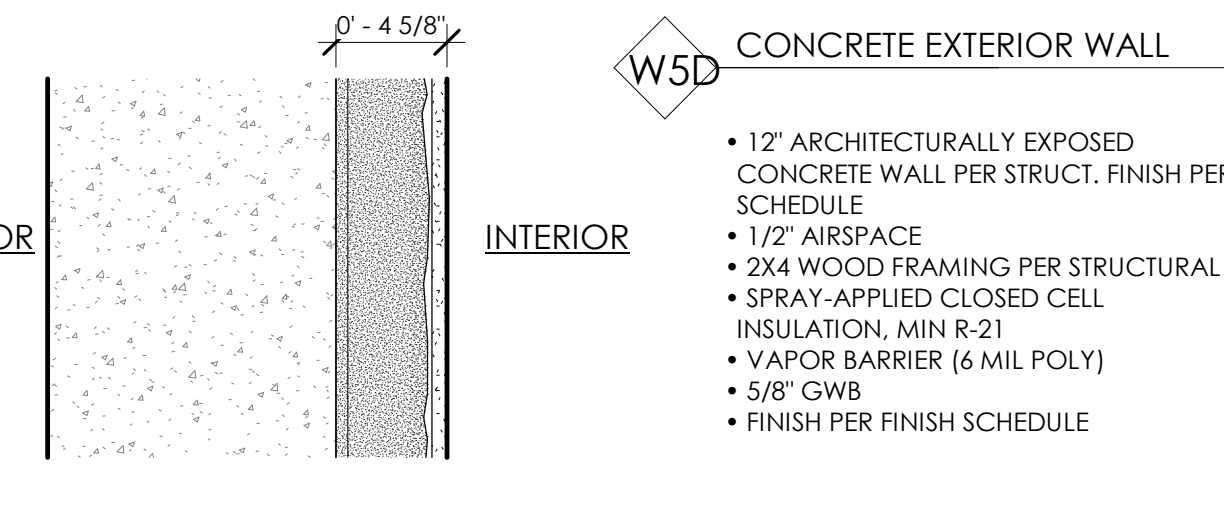 0' - 4 5/8"
W5D
CONCRETE EXTERIOR WALL
• 12" ARCHITECTURALLY EXPOSED
CONCRETE WALL PER STRUCT. FINISH PER
SCHEDULE
• 1/2" AIRSPACE
OR
INTERIOR
• 2X4 WOOD FRAMING PER STRUCTURAL
• SPRAY-APPLIED CLOSED CELL
INSULATION, MIN R-21
• VAPOR BARRIER (6 MIL POLY)
• 5/8" GWB
• FINISH PER FINISH SCHEDULE